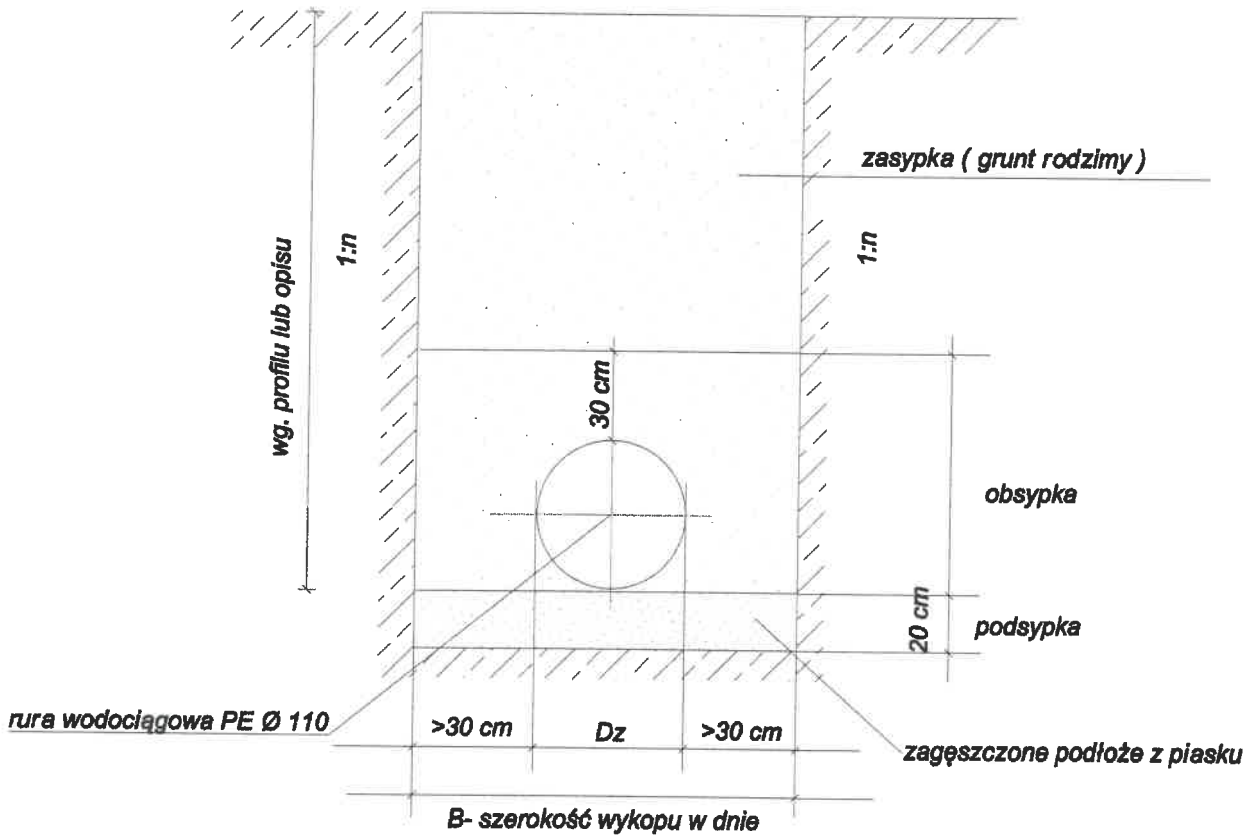 zasypka ( grunt rodzimy )
wg. profilu lub opisu
1:n
1:n
30 cm
obsypka
20 cm
podsypka
rura wodociągowa PE Ø 110
>30 cm
Dz
>30 cm
zagęszczone podłoże z piasku
B- szerokość wykopu w dnie